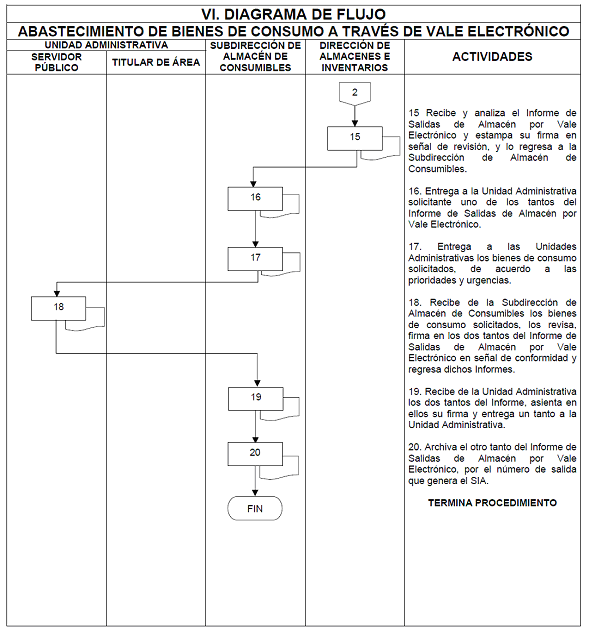 VI. DIAGRAMA DE FLUJO
ABASTECIMIENTO DE BIENES DE CONSUMO A TRAVÉS DE VALE ELECTRÓNICO
UNIDAD ADMINISTRATIVA
SERVIDOR
PÚBLICO
TITULAR DE ÁREA
SUBDIRECCIÓN DE
ALMACÉN DE
CONSUMIBLES
DIRECCIÓN DE
ALMACENES E
INVENTARIOS
ACTIVIDADES
2
15
16
17
18
19
20
FIN
15 Recibe y analiza el Informe de
Salidas de Almacén por Vale
Electrónico y estampa su firma en
señal de revisión, y lo regresa a la
Subdirección de Almacén de
Consumibles.
16. Entrega a la Unidad Administrativa
solicitante uno de los tantos del
Informe de Salidas de Almacén por
Vale Electrónico.
17. Entrega a las Unidades
Administrativas los bienes de consumo
solicitados, de acuerdo a las
prioridades y urgencias.
18. Recibe de la Subdirección de
Almacén de Consumibles los bienes
de consumo solicitados, los revisa,
firma en los dos tantos del Informe de
Salidas de Almacén por Vale
Electrónico en señal de conformidad y
regresa dichos Informes.
19. Recibe de la Unidad Administrativa
los dos tantos del Informe, asienta en
ellos su firma y entrega un tanto a la
Unidad Administrativa.
20. Archiva el otro tanto del Informe de
Salidas de Almacén por Vale
Electrónico, por el número de salida
que genera el SIA.
TERMINA PROCEDIMIENTO